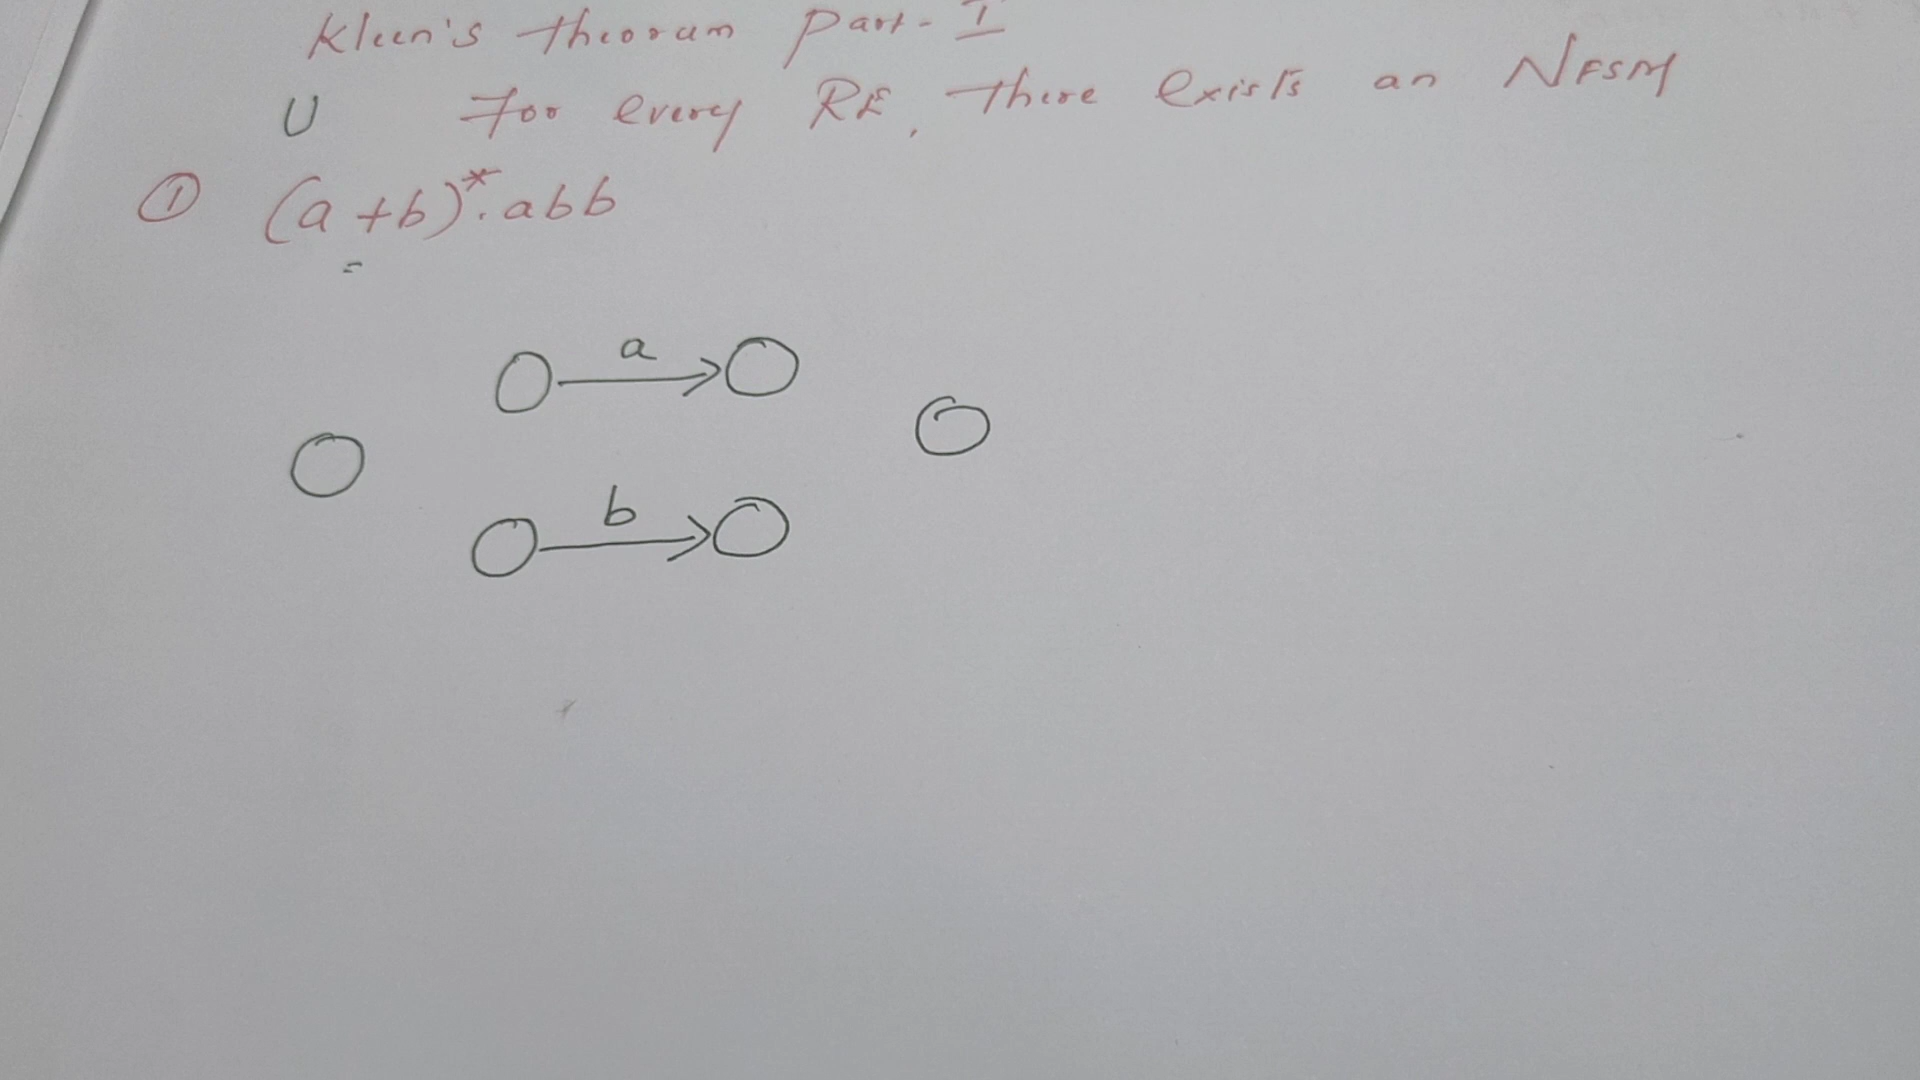 Kleen's theoram Part-I
U For every RE, There exists an NFSM
① (a+b)*.abb
a
b